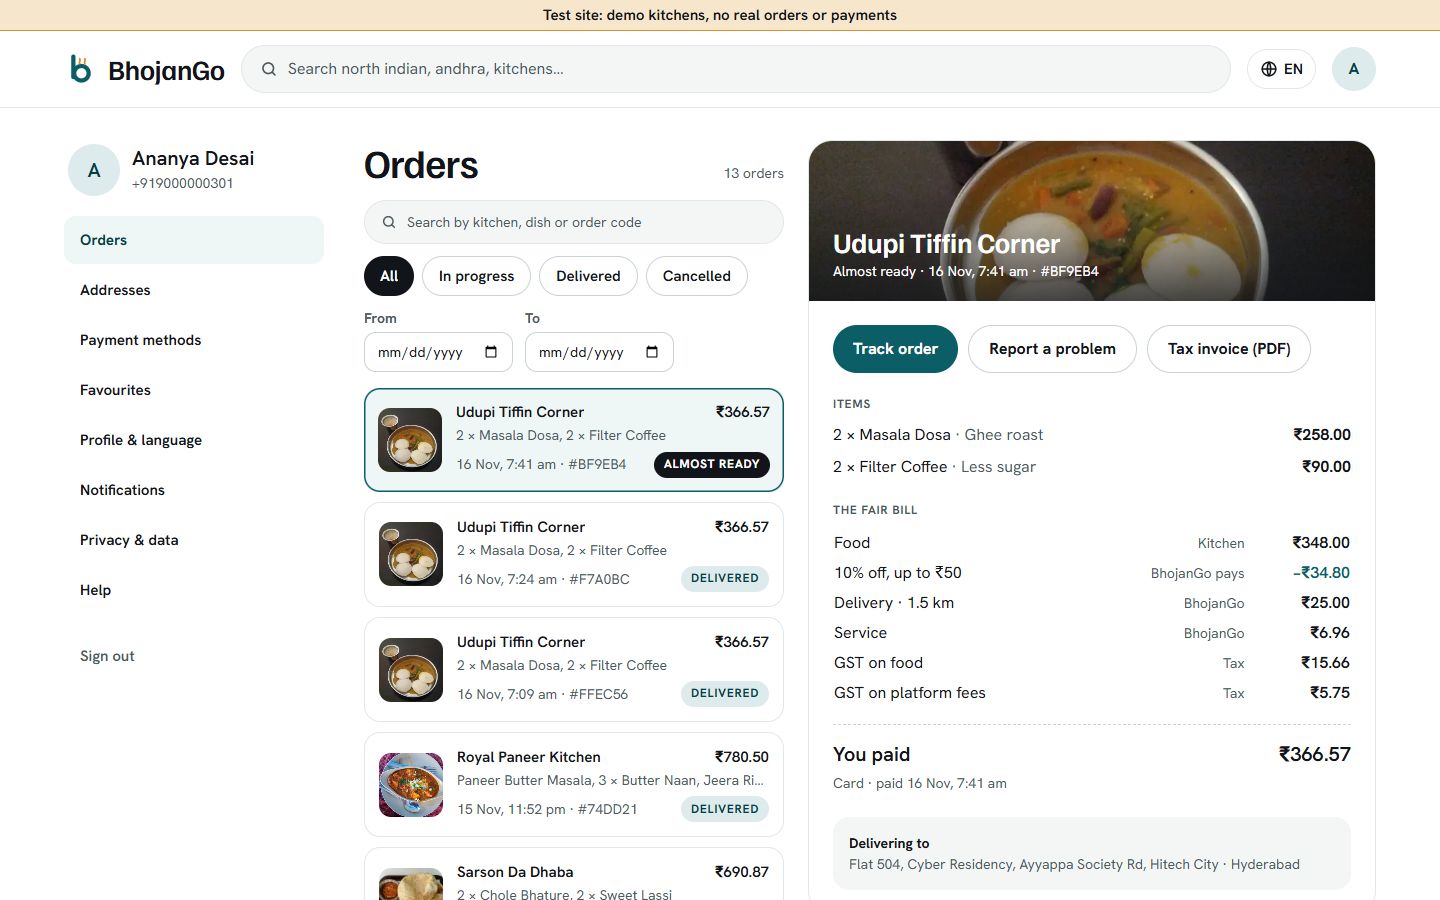 Test site: demo kitchens, no real orders or payments
BhojanGo
Search north indian, andhra, kitchens...
EN
A
A
Ananya Desai
+919000000301
Orders
Addresses
Payment methods
Favourites
Profile & language
Notifications
Privacy & data
Help
Sign out
Orders
13 orders
Search by kitchen, dish or order code
All
In progress
Delivered
Cancelled
From
To
mm/dd/yyyy
mm/dd/yyyy
Udupi Tiffin Corner ₹366.57
2 × Masala Dosa, 2 × Filter Coffee
16 Nov, 7:41 am · #BF9EB4 ALMOST READY
Udupi Tiffin Corner ₹366.57
2 × Masala Dosa, 2 × Filter Coffee
16 Nov, 7:24 am · #F7A0BC DELIVERED
Udupi Tiffin Corner ₹366.57
2 × Masala Dosa, 2 × Filter Coffee
16 Nov, 7:09 am · #FFEC56 DELIVERED
Royal Paneer Kitchen ₹780.50
Paneer Butter Masala, 3 × Butter Naan, Jeera Ri...
15 Nov, 11:52 pm · #74DD21 DELIVERED
Sarson Da Dhaba ₹690.87
2 × Chole Bhature, 2 × Sweet Lassi
Udupi Tiffin Corner
Almost ready · 16 Nov, 7:41 am · #BF9EB4
Track order
Report a problem
Tax invoice (PDF)
ITEMS
2 × Masala Dosa · Ghee roast ₹258.00
2 × Filter Coffee · Less sugar ₹90.00
THE FAIR BILL
Food Kitchen ₹348.00
10% off, up to ₹50 BhojanGo pays −₹34.80
Delivery · 1.5 km BhojanGo ₹25.00
Service BhojanGo ₹6.96
GST on food Tax ₹15.66
GST on platform fees Tax ₹5.75
You paid ₹366.57
Card · paid 16 Nov, 7:41 am
Delivering to
Flat 504, Cyber Residency, Ayyappa Society Rd, Hitech City · Hyderabad